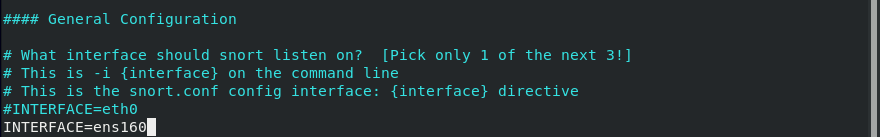 #### General Configuration
# What interface should snort listen on?  [Pick only 1 of the next 3!]
# This is -i {interface} on the command line
# This is the snort.conf config interface: {interface} directive
#INTERFACE=eth0
INTERFACE=ens160